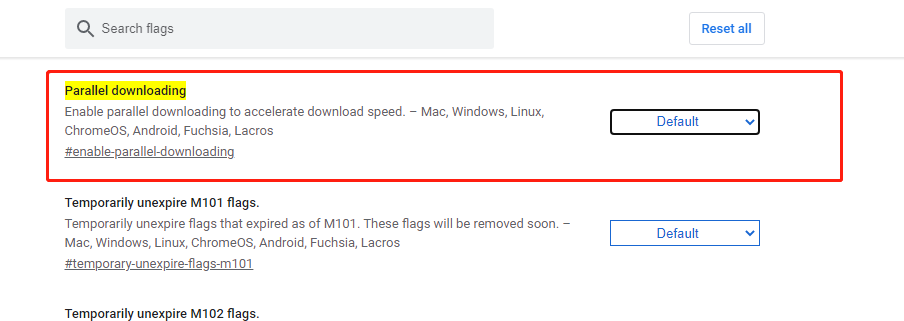 Search flags
Reset all
Parallel downloading
Enable parallel downloading to accelerate download speed. – Mac, Windows, Linux,
ChromeOS, Android, Fuchsia, Lacros
#enable-parallel-downloading
Default
Temporarily unexpire M101 flags.
Temporarily unexpire flags that expired as of M101. These flags will be removed soon. –
Mac, Windows, Linux, ChromeOS, Android, Fuchsia, Lacros
#temporary-unexpire-flags-m101
Default
Temporarily unexpire M102 flags.